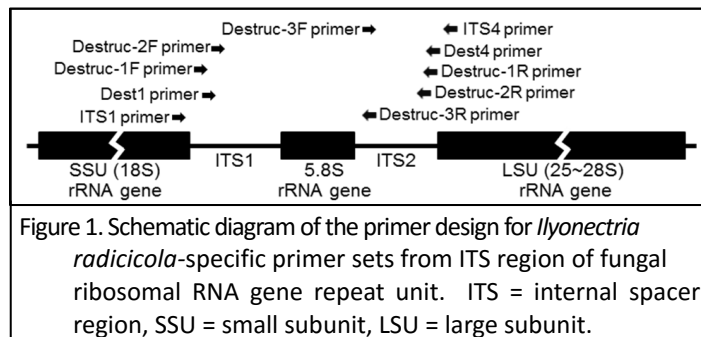 Destruc-3F primer
ITS4 primer
Destruc-2F primer
Dest4 primer
Destruc-1F primer
Destruc-1R primer
Dest1 primer
Destruc-2R primer
ITS1 primer
Destruc-3R primer
ITS1
ITS2
SSU (18S)
rRNA gene
5.8S
rRNA gene
LSU (25~28S)
rRNA gene
Figure 1. Schematic diagram of the primer design for Ilyonectria
radicicola-specific primer sets from ITS region of fungal
ribosomal RNA gene repeat unit. ITS = internal spacer
region, SSU = small subunit, LSU = large subunit.